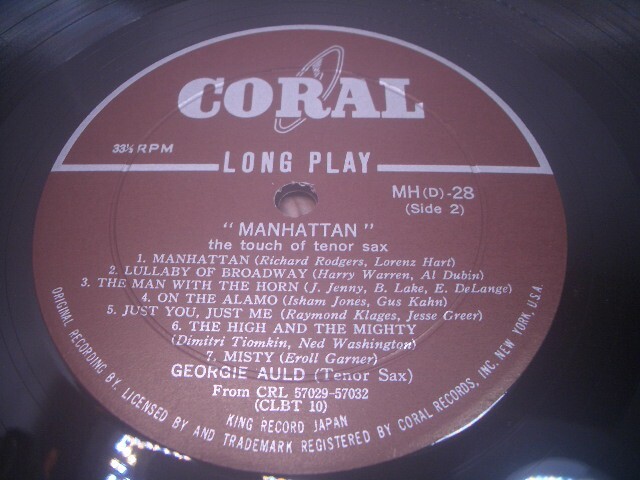 CORAL
33⅓ RPM
LONG PLAY
MH(D)-28
(Side 2)
"MANHATTAN"
the touch of tenor sax
1. MANHATTAN (Richard Rodgers, Lorenz Hart)
2. LULLABY OF BROADWAY (Harry Warren, Al Dubin)
3. THE MAN WITH THE HORN (J. Jenny, B. Lake, E. DeLange)
4. ON THE ALAMO (Isham Jones, Gus Kahn)
5. JUST YOU, JUST ME (Raymond Klages, Jesse Greer)
6. THE HIGH AND THE MIGHTY
(Dimitri Tiomkin, Ned Washington)
7. MISTY (Eroll Garner)
GEORGIE AULD (Tenor Sax)
From CRL 57029-57032
(CLBT 10)
KING RECORD JAPAN
ORIGINAL RECORDING BY, LICENSED BY AND TRADEMARK REGISTERED BY CORAL RECORDS, INC. NEW YORK, U.S.A.